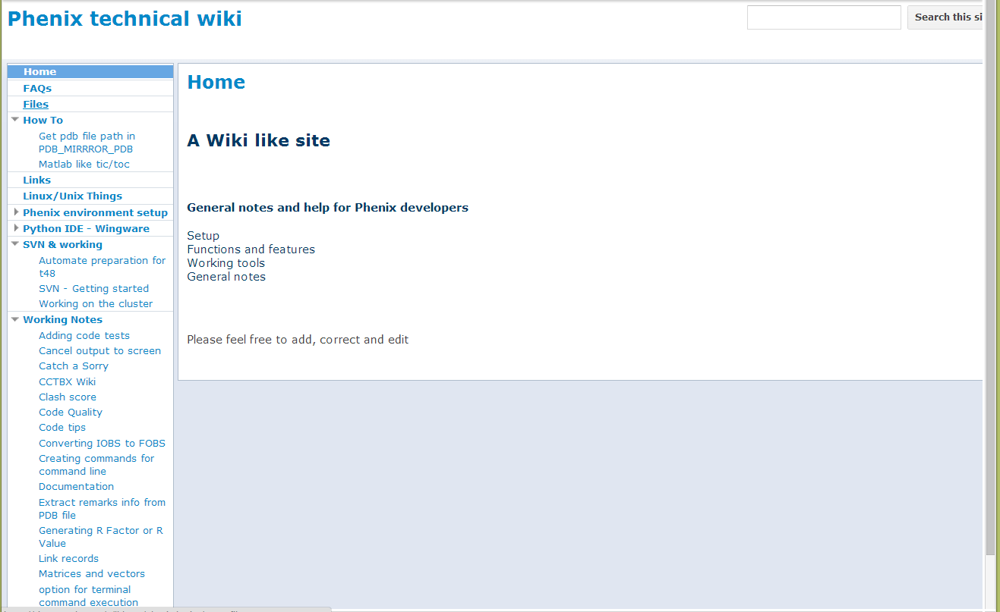 Phenix technical wiki
Search this si
Home
FAQs
Files
How To
Get pdb file path in
PDB_MIRRROR_PDB
Matlab like tic/toc
Links
Linux/Unix Things
Phenix environment setup
Python IDE - Wingware
SVN & working
Automate preparation for
t48
SVN - Getting started
Working on the cluster
Working Notes
Adding code tests
Cancel output to screen
Catch a Sorry
CCTBX Wiki
Clash score
Code Quality
Code tips
Converting IOBS to FOBS
Creating commands for
command line
Documentation
Extract remarks info from
PDB file
Generating R Factor or R
Value
Link records
Matrices and vectors
option for terminal
command execution
Home
A Wiki like site
General notes and help for Phenix developers
Setup
Functions and features
Working tools
General notes
Please feel free to add, correct and edit